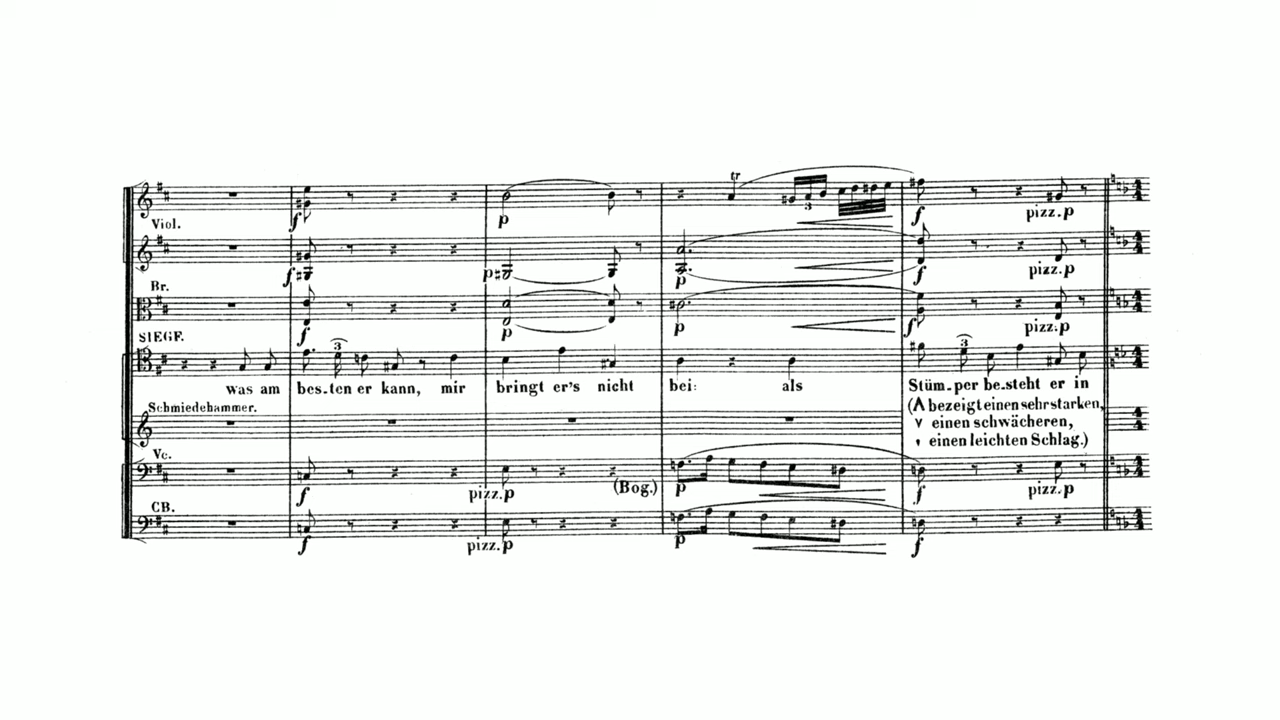 Viol.
f
p
tr
3
f
pizz. p
f
p
p
f
pizz. p
Br.
f
p
p
f
pizz. p
SIEGF.
3
3
was am bes-ten er kann, mir bringt er's nicht bei: als Stüm-per be-steht er in
Schmiedehammer.
(Λ bezeigt einen sehr starken,
v einen schwächeren,
' einen leichten Schlag.)
Vc.
f
pizz. p
(Bog.)
p
f
pizz. p
CB.
f
pizz. p
p
f